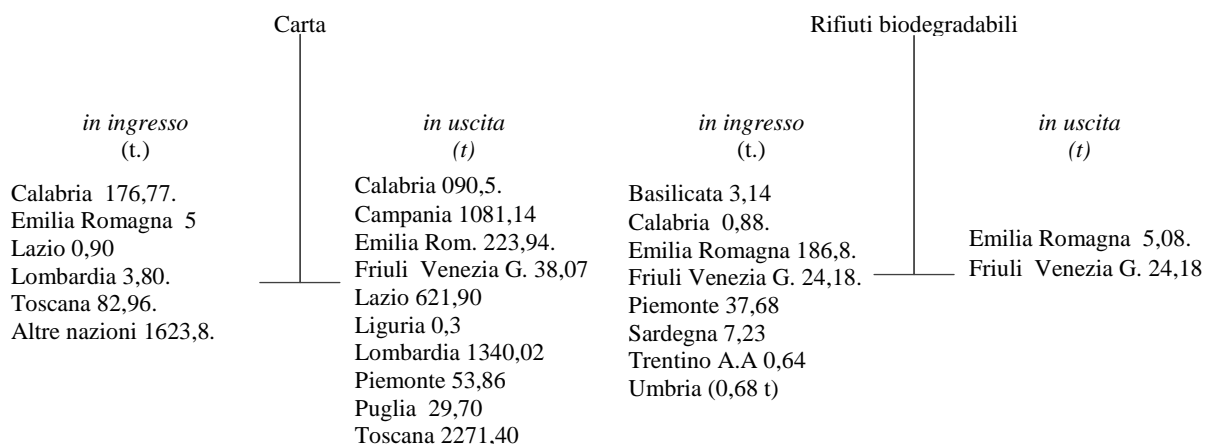 Carta
in ingresso
(t.)
Calabria 176,77.
Emilia Romagna 5
Lazio 0,90
Lombardia 3,80.
Toscana 82,96.
Altre nazioni 1623,8.
in uscita
(t)
Calabria 090,5.
Campania 1081,14
Emilia Rom. 223,94.
Friuli Venezia G. 38,07
Lazio 621,90
Liguria 0,3
Lombardia 1340,02
Piemonte 53,86
Puglia 29,70
Toscana 2271,40
Rifiuti biodegradabili
in ingresso
(t.)
Basilicata 3,14
Calabria 0,88.
Emilia Romagna 186,8.
Friuli Venezia G. 24,18.
Piemonte 37,68
Sardegna 7,23
Trentino A.A 0,64
Umbria (0,68 t)
in uscita
(t)
Emilia Romagna 5,08.
Friuli Venezia G. 24,18